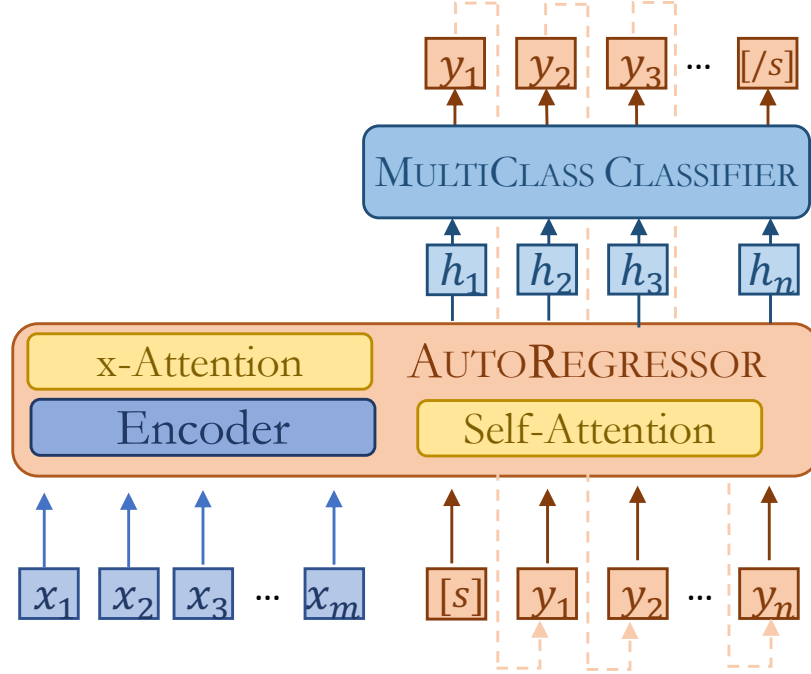 y₁ y₂ y₃ ... [/s]
MULTICLASS CLASSIFIER
h₁ h₂ h₃ hₙ
x-Attention AUTOREGRESSOR
Encoder Self-Attention
x₁ x₂ x₃ ... xₘ [s] y₁ y₂ ... yₙ